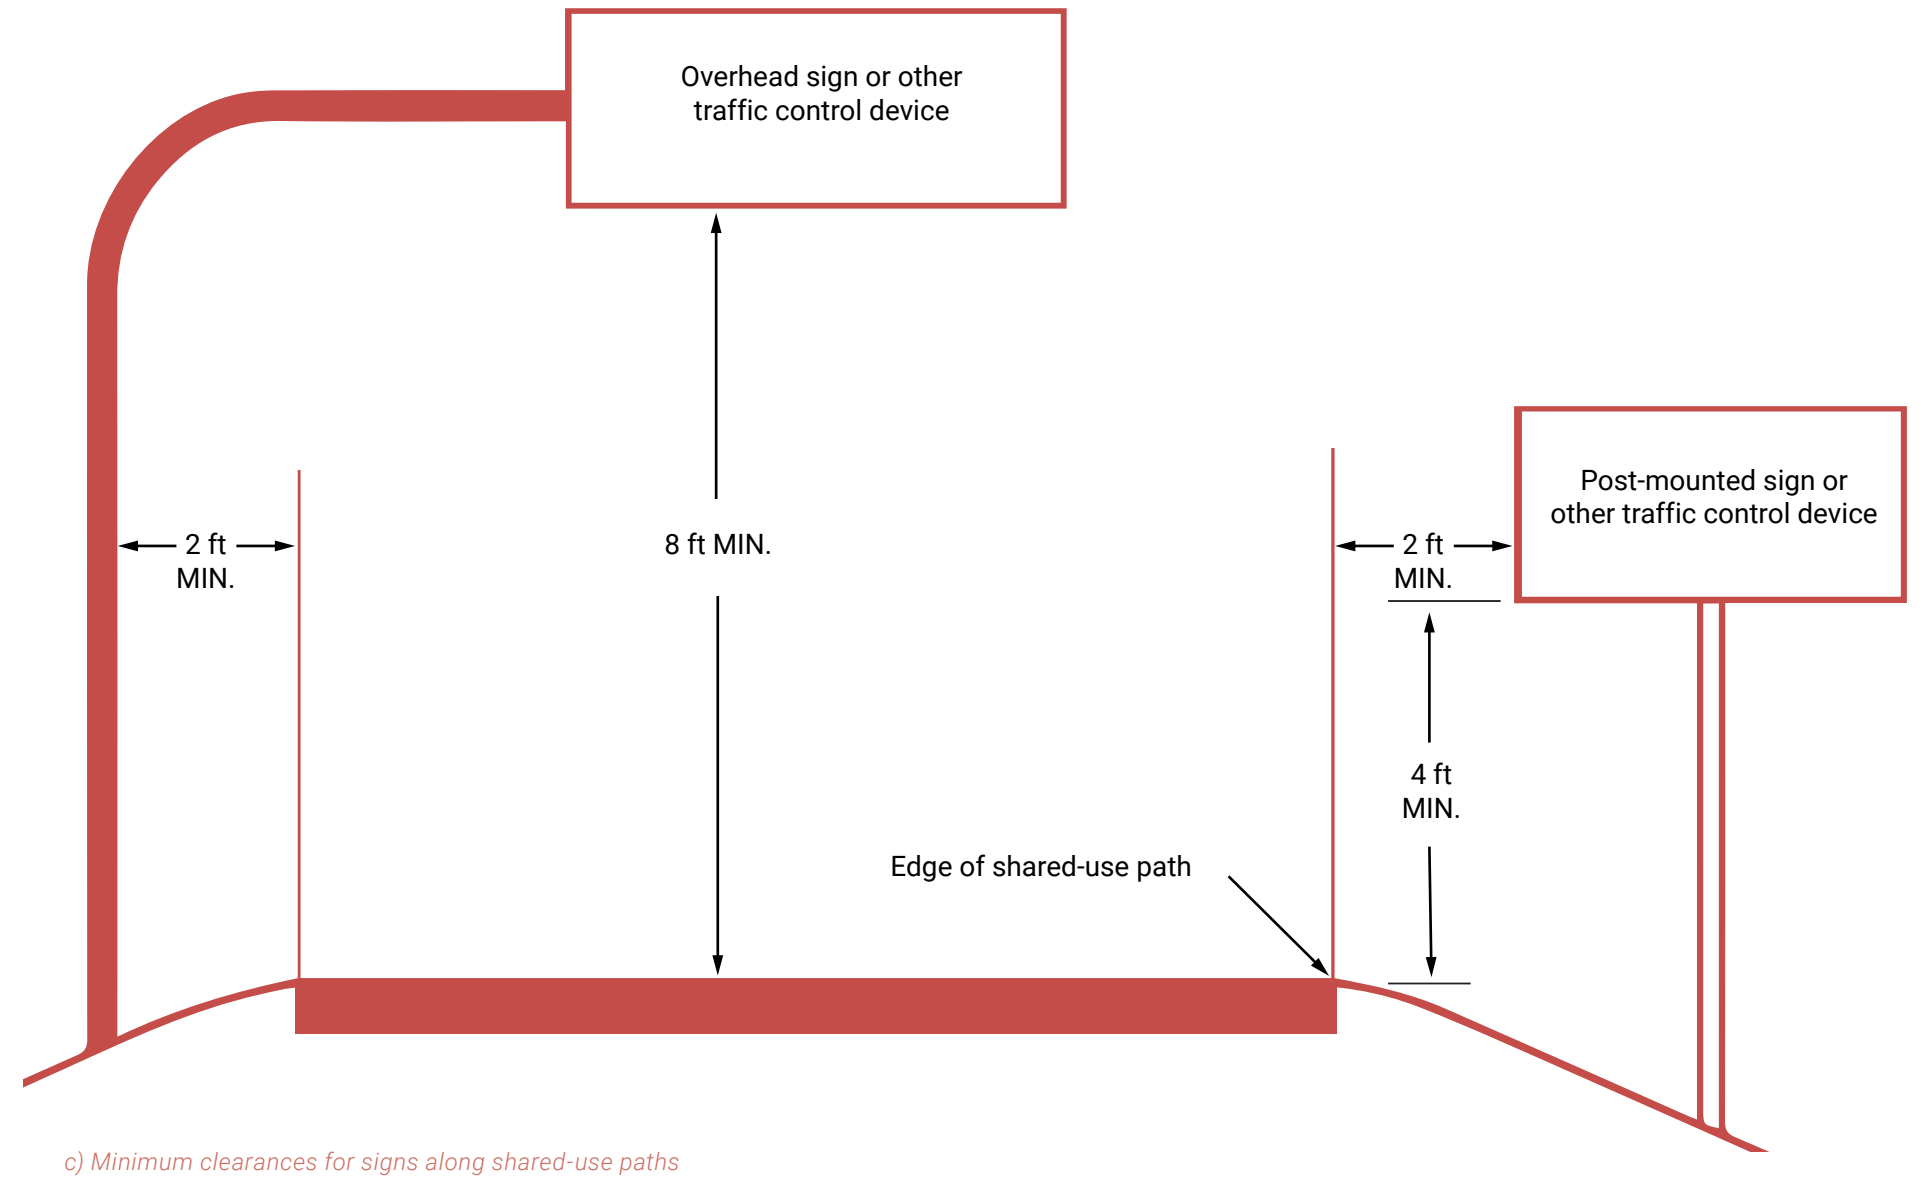 Overhead sign or other
traffic control device
Post-mounted sign or
other traffic control device
2 ft
MIN.
8 ft MIN.
2 ft
MIN.
4 ft
MIN.
Edge of shared-use path
c) Minimum clearances for signs along shared-use paths